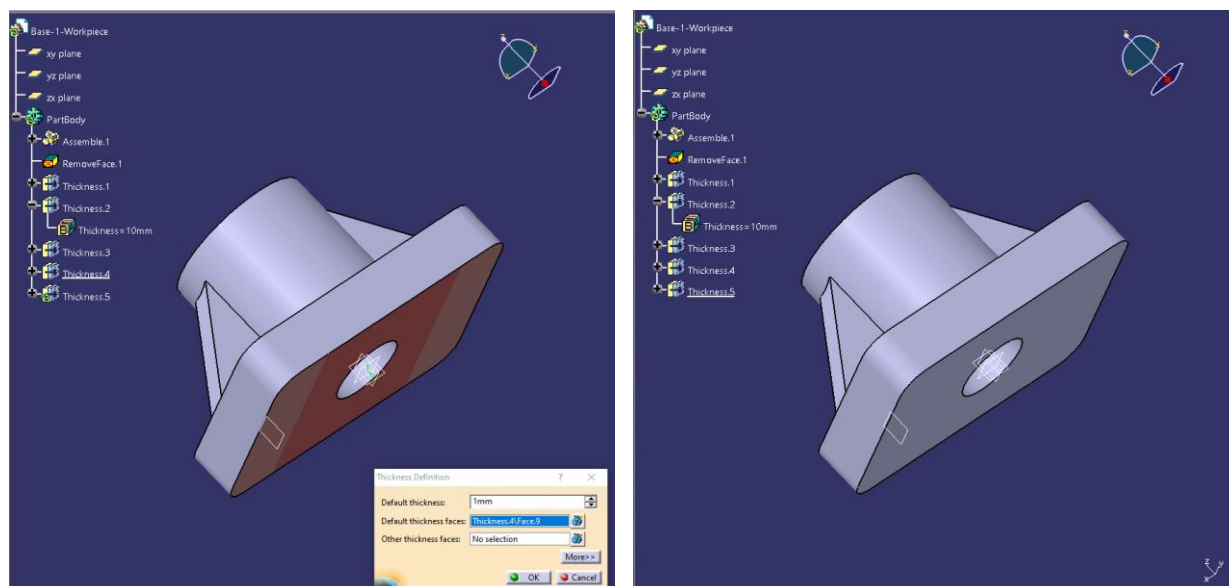 Base-1-Workpiece
xy plane
yz plane
zx plane
PartBody
Assemble.1
RemoveFace.1
Thickness.1
Thickness.2
Thickness=10mm
Thickness.3
Thickness.4
Thickness.5
Thickness Definition ? ×
Default thickness: 1mm
Default thickness faces: Thickness.4\Face.9
Other thickness faces: No selection
More>>
OK Cancel
Base-1-Workpiece
xy plane
yz plane
zx plane
PartBody
Assemble.1
RemoveFace.1
Thickness.1
Thickness.2
Thickness=10mm
Thickness.3
Thickness.4
Thickness.5
z y